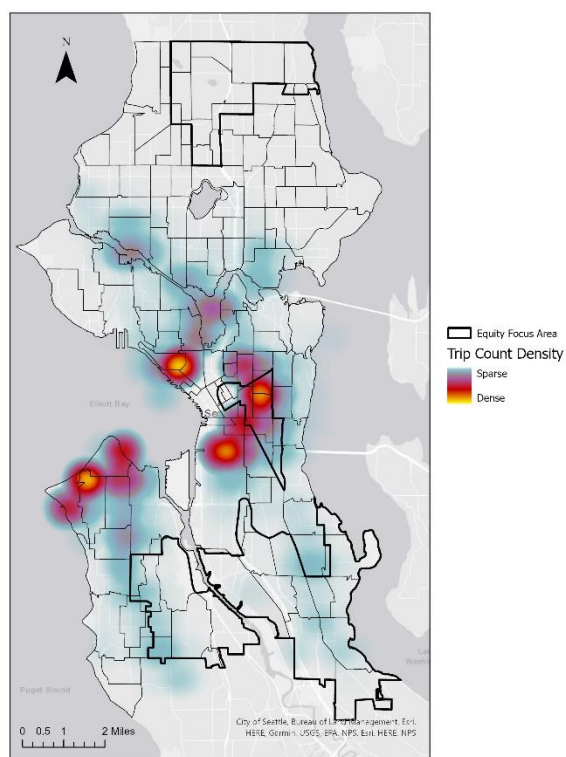 N
Equity Focus Area
Trip Count Density
Sparse
Dense
Elliott Bay
Se
Puget Sound
0 0.5 1 2 Miles
City of Seattle, Bureau of Land Management, Esri,
HERE, Garmin, USGS, EPA, NPS, Esri, HERE, NPS